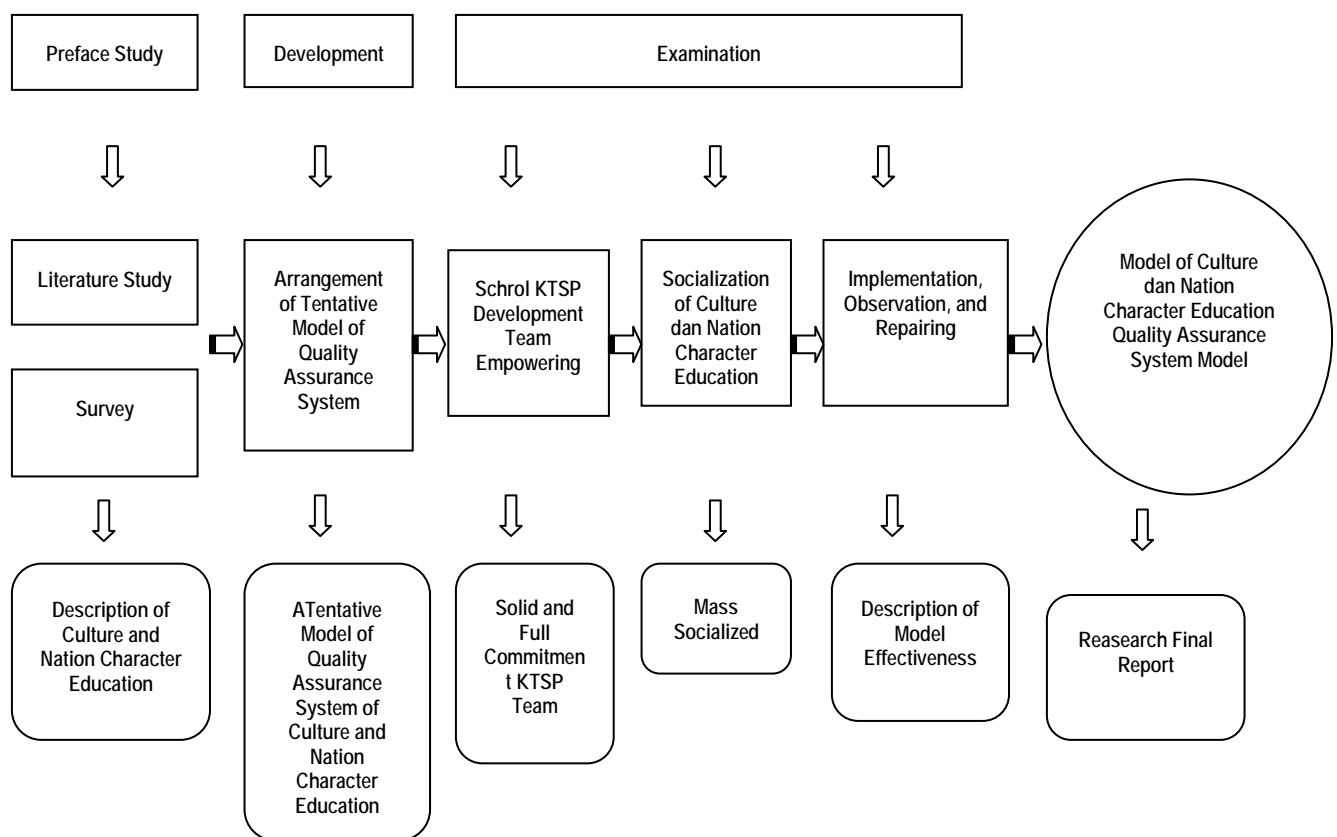 Preface Study
Development
Examination
Literature Study
Survey
Arrangement
of Tentative
Model of
Quality
Assurance
System
Schrol KTSP
Development
Team
Empowering
Socialization
of Culture
dan Nation
Character
Education
Implementation,
Observation, and
Repairing
Model of Culture
dan Nation
Character Education
Quality Assurance
System Model
Description of
Culture and
Nation Character
Education
ATentative
Model of
Quality
Assurance
System of
Culture and
Nation
Character
Education
Solid and
Full
Commitmen
t KTSP
Team
Mass
Socialized
Description of
Model
Effectiveness
Reasearch Final
Report